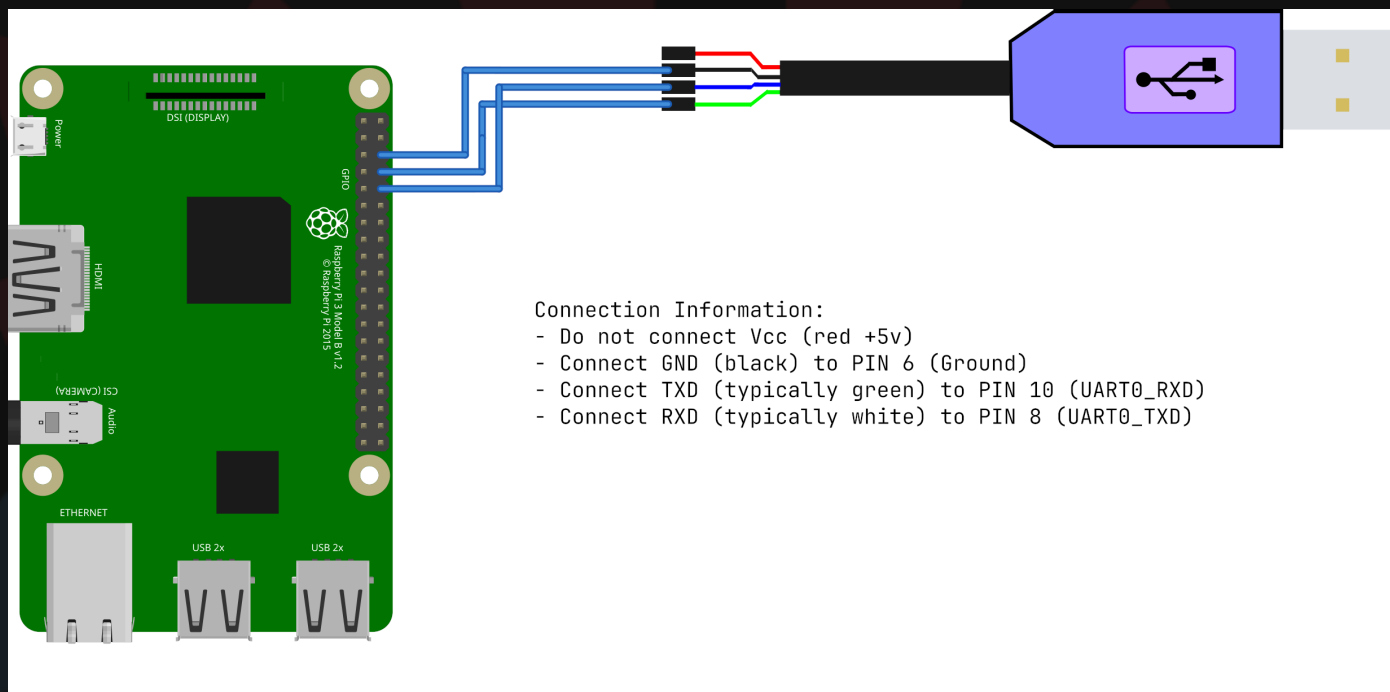 DSI (DISPLAY)
Power
GPIO
HDMI
Raspberry Pi 3 Model B v1.2
© Raspberry Pi 2015
CSI (CAMERA)
Audio
ETHERNET
USB 2x
USB 2x
Connection Information:
- Do not connect Vcc (red +5v)
- Connect GND (black) to PIN 6 (Ground)
- Connect TXD (typically green) to PIN 10 (UART0_RXD)
- Connect RXD (typically white) to PIN 8 (UART0_TXD)